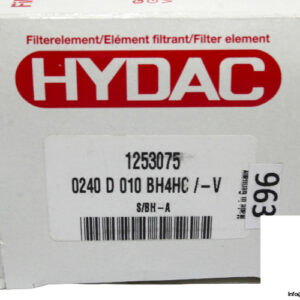 Filterelement/Elément filtrant/Filter element
HYDAC
1253075
0240 D 010 BH4HC /-V
S/BH-A
963
Made in Germany